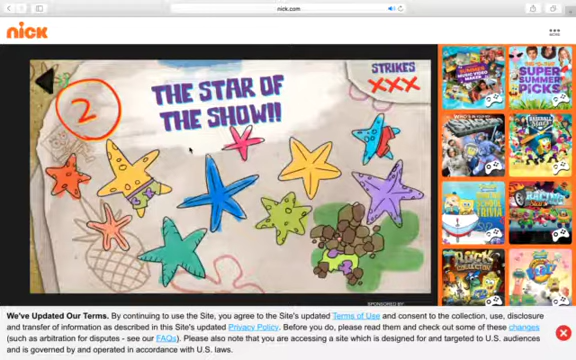 nick.com
nick
MORE
STRIKES
XXX
2
THE STAR OF
THE SHOW!!
SUPER
SUMMER
PICKS
TRIVIA
SPONSORED BY:
We've Updated Our Terms. By continuing to use the Site, you agree to the Site's updated Terms of Use and consent to the collection, use, disclosure
and transfer of information as described in this Site's updated Privacy Policy. Before you do, please read them and check out some of these changes
(such as arbitration for disputes - see our FAQs). Please also note that you are accessing a site which is designed for and targeted to U.S. audiences
and is governed by and operated in accordance with U.S. laws.